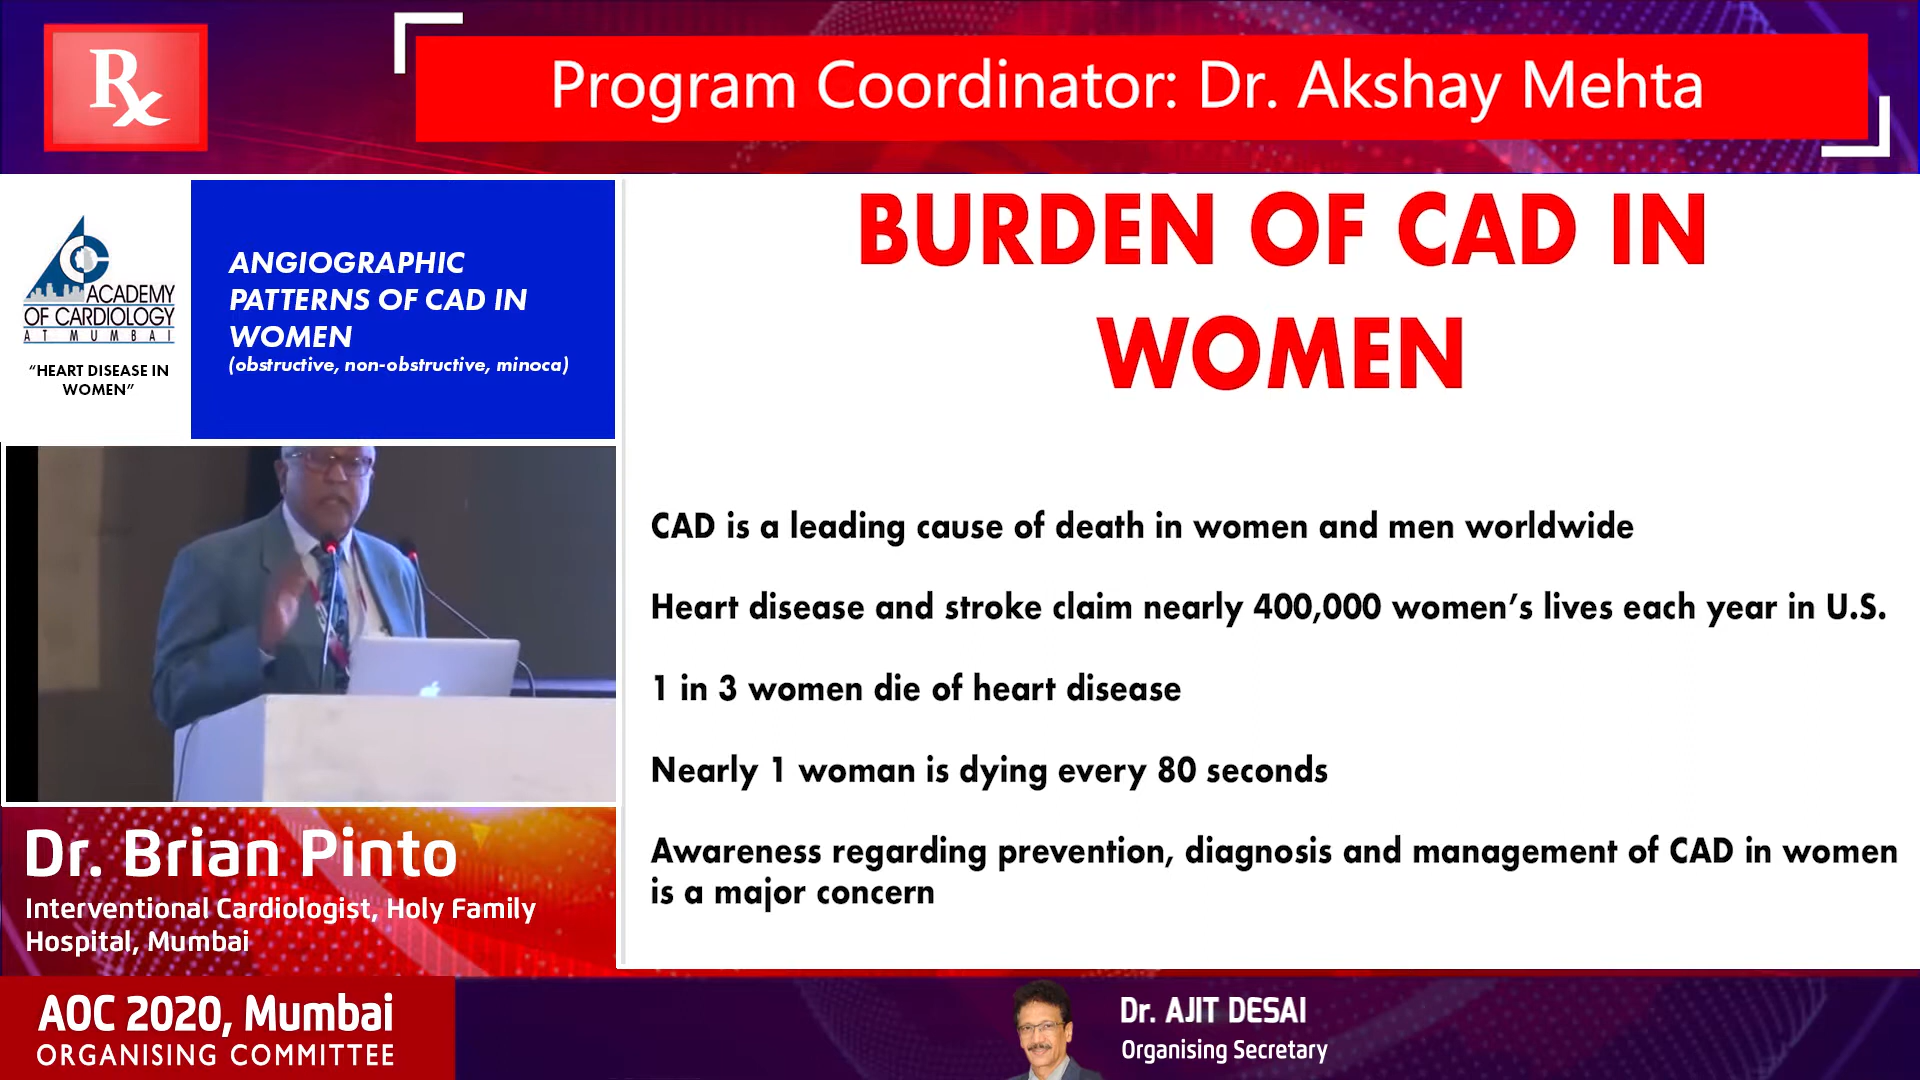 Rx
Program Coordinator: Dr. Akshay Mehta
ACADEMY
OF CARDIOLOGY
AT MUMBAI
“HEART DISEASE IN
WOMEN”
ANGIOGRAPHIC
PATTERNS OF CAD IN
WOMEN
(obstructive, non-obstructive, minoca)
BURDEN OF CAD IN
WOMEN
CAD is a leading cause of death in women and men worldwide
Heart disease and stroke claim nearly 400,000 women’s lives each year in U.S.
1 in 3 women die of heart disease
Nearly 1 woman is dying every 80 seconds
Awareness regarding prevention, diagnosis and management of CAD in women
is a major concern
Dr. Brian Pinto
Interventional Cardiologist, Holy Family
Hospital, Mumbai
AOC 2020, Mumbai
ORGANISING COMMITTEE
Dr. AJIT DESAI
Organising Secretary